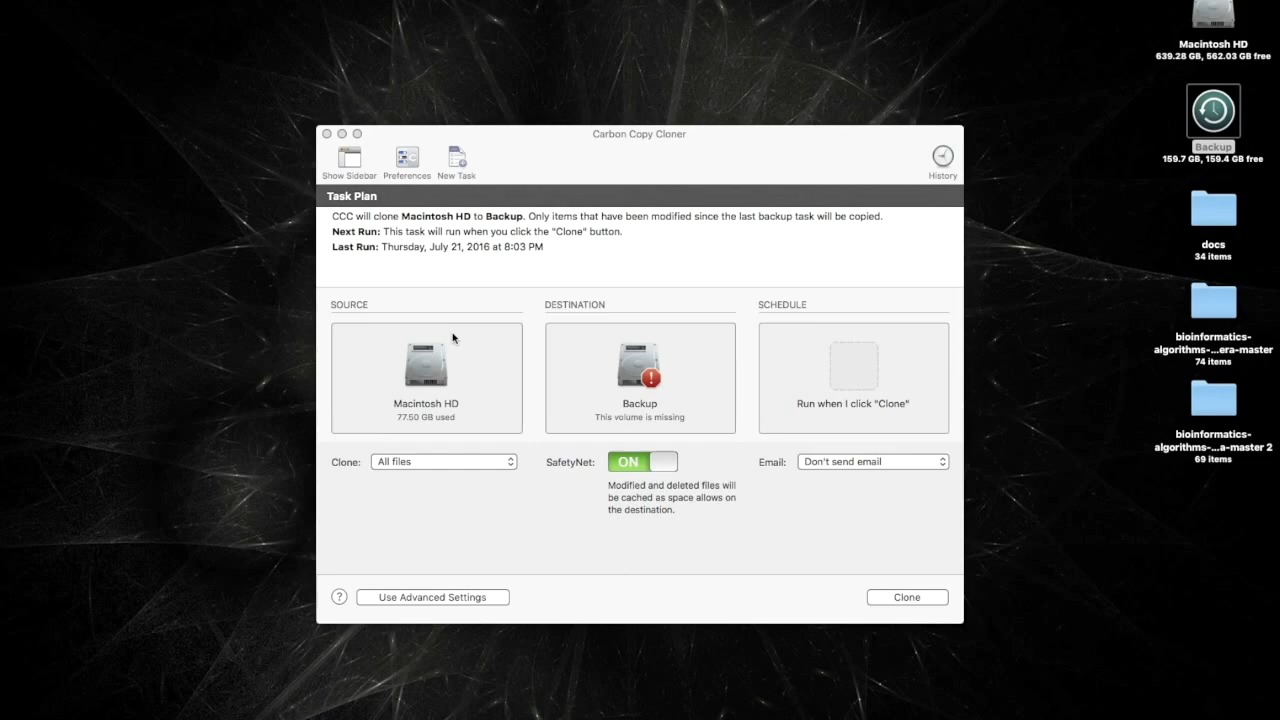 Carbon Copy Cloner
Show Sidebar
Preferences
New Task
History
Task Plan
CCC will clone Macintosh HD to Backup. Only items that have been modified since the last backup task will be copied.
Next Run: This task will run when you click the "Clone" button.
Last Run: Thursday, July 21, 2016 at 8:03 PM
SOURCE
DESTINATION
SCHEDULE
Macintosh HD
77.50 GB used
Backup
This volume is missing
Run when I click "Clone"
Clone:
All files
SafetyNet:
ON
Modified and deleted files will
be cached as space allows on
the destination.
Email:
Don't send email
?
Use Advanced Settings
Clone
Macintosh HD
639.28 GB, 562.03 GB free
Backup
159.7 GB, 159.4 GB free
docs
34 items
bioinformatics-
algorithms-...era-master
74 items
bioinformatics-
algorithms-...a-master 2
69 items